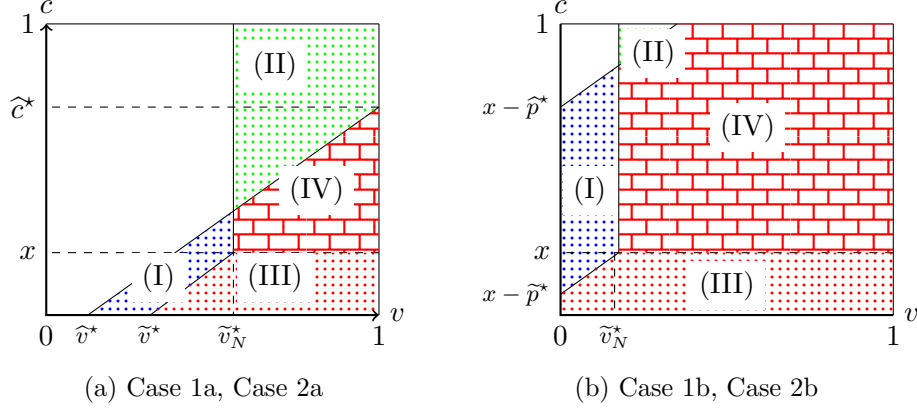 1
c
(II)
ĉ*
(IV)
x
(I)
(III)
v
0
v̂*
ṽ*
ṽ*_N
1
(a) Case 1a, Case 2a
1
c
(II)
x − p̂*
(IV)
(I)
x
x − p̃*
(III)
v
0
ṽ*_N
1
(b) Case 1b, Case 2b